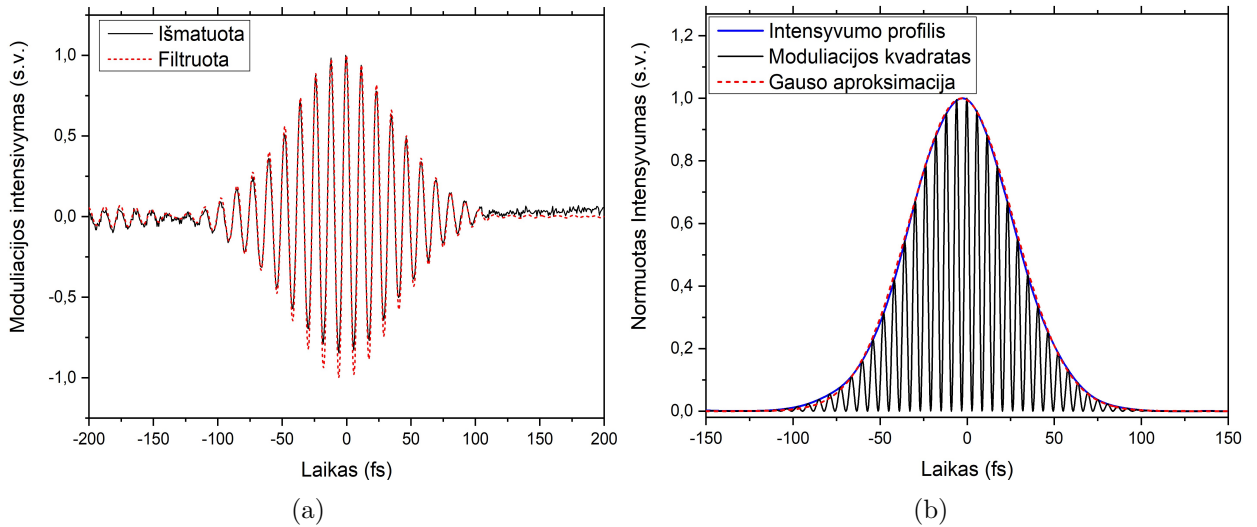 Išmatuota
Filtruota
Moduliacijos intensivymas (s.v.)
1,0
0,5
0,0
-0,5
-1,0
-200
-150
-100
-50
0
50
100
150
200
Laikas (fs)
(a)
Intensyvumo profilis
Moduliacijos kvadratas
Gauso aproksimacija
Normuotas Intensyvumas (s.v.)
1,2
1,0
0,8
0,6
0,4
0,2
0,0
-150
-100
-50
0
50
100
150
Laikas (fs)
(b)